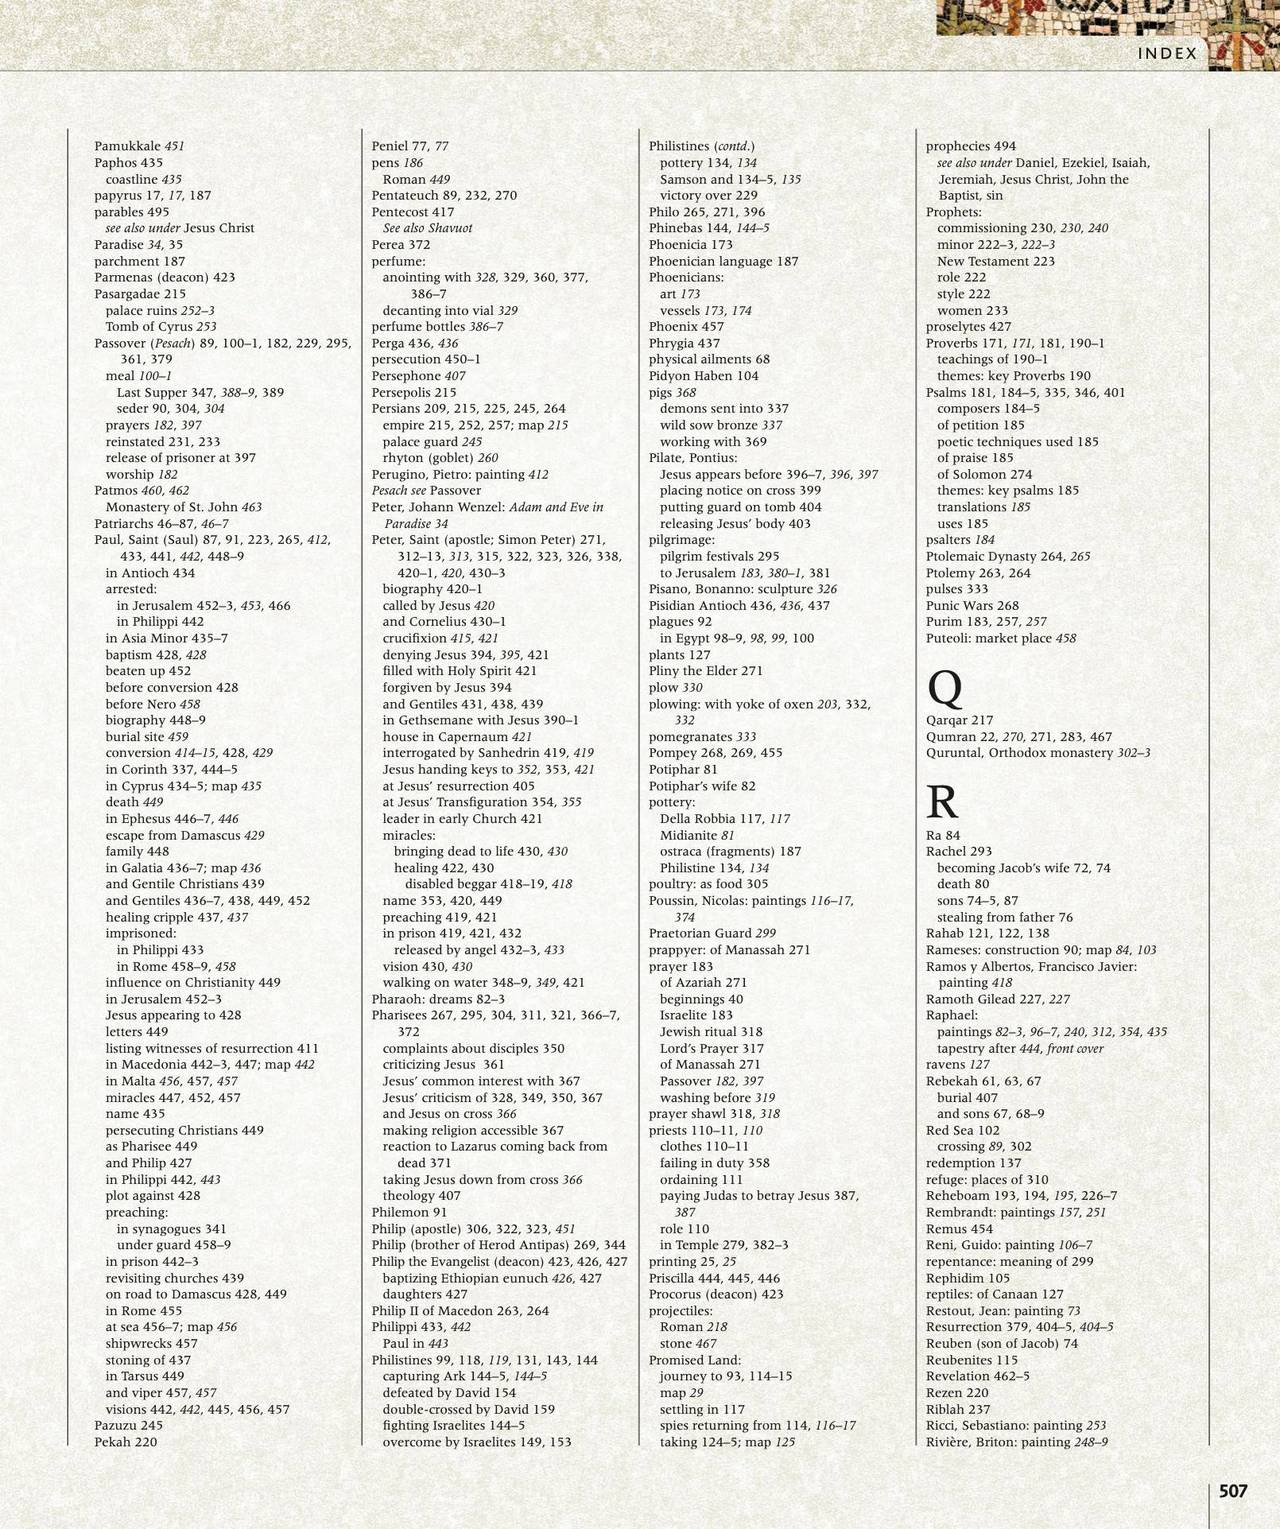 INDEX
Pamukkale 451
Paphos 435
coastline 435
papyrus 17, 17, 187
parables 495
see also under Jesus Christ
Paradise 34, 35
parchment 187
Parmenas (deacon) 423
Pasargadae 215
palace ruins 252–3
Tomb of Cyrus 253
Passover (Pesach) 89, 100–1, 182, 229, 295,
361, 379
meal 100–1
Last Supper 347, 388–9, 389
seder 90, 304, 304
prayers 182, 397
reinstated 231, 233
release of prisoner at 397
worship 182
Patmos 460, 462
Monastery of St. John 463
Patriarchs 46–87, 46–7
Paul, Saint (Saul) 87, 91, 223, 265, 412,
433, 441, 442, 448–9
in Antioch 434
arrested:
in Jerusalem 452–3, 453, 466
in Philippi 442
in Asia Minor 435–7
baptism 428, 428
beaten up 452
before conversion 428
before Nero 458
biography 448–9
burial site 459
conversion 414–15, 428, 429
in Corinth 337, 444–5
in Cyprus 434–5; map 435
death 449
in Ephesus 446–7, 446
escape from Damascus 429
family 448
in Galatia 436–7; map 436
and Gentile Christians 439
and Gentiles 436–7, 438, 449, 452
healing cripple 437, 437
imprisoned:
in Philippi 433
in Rome 458–9, 458
influence on Christianity 449
in Jerusalem 452–3
Jesus appearing to 428
letters 449
listing witnesses of resurrection 411
in Macedonia 442–3, 447; map 442
in Malta 456, 457, 457
miracles 447, 452, 457
name 435
persecuting Christians 449
as Pharisee 449
and Philip 427
in Philippi 442, 443
plot against 428
preaching:
in synagogues 341
under guard 458–9
in prison 442–3
revisiting churches 439
on road to Damascus 428, 449
in Rome 455
at sea 456–7; map 456
shipwrecks 457
stoning of 437
in Tarsus 449
and viper 457, 457
visions 442, 442, 445, 456, 457
Pazuzu 245
Pekah 220
Peniel 77, 77
pens 186
Roman 449
Pentateuch 89, 232, 270
Pentecost 417
See also Shavuot
Perea 372
perfume:
anointing with 328, 329, 360, 377,
386–7
decanting into vial 329
perfume bottles 386–7
Perga 436, 436
persecution 450–1
Persephone 407
Persepolis 215
Persians 209, 215, 225, 245, 264
empire 215, 252, 257; map 215
palace guard 245
rhyton (goblet) 260
Perugino, Pietro: painting 412
Pesach see Passover
Peter, Johann Wenzel: Adam and Eve in
Paradise 34
Peter, Saint (apostle; Simon Peter) 271,
312–13, 313, 315, 322, 323, 326, 338,
420–1, 420, 430–3
biography 420–1
called by Jesus 420
and Cornelius 430–1
crucifixion 415, 421
denying Jesus 394, 395, 421
filled with Holy Spirit 421
forgiven by Jesus 394
and Gentiles 431, 438, 439
in Gethsemane with Jesus 390–1
house in Capernaum 421
interrogated by Sanhedrin 419, 419
Jesus handing keys to 352, 353, 421
at Jesus' resurrection 405
at Jesus' Transfiguration 354, 355
leader in early Church 421
miracles:
bringing dead to life 430, 430
healing 422, 430
disabled beggar 418–19, 418
name 353, 420, 449
preaching 419, 421
in prison 419, 421, 432
released by angel 432–3, 433
vision 430, 430
walking on water 348–9, 349, 421
Pharaoh: dreams 82–3
Pharisees 267, 295, 304, 311, 321, 366–7,
372
complaints about disciples 350
criticizing Jesus 361
Jesus' common interest with 367
Jesus' criticism of 328, 349, 350, 367
and Jesus on cross 366
making religion accessible 367
reaction to Lazarus coming back from
dead 371
taking Jesus down from cross 366
theology 407
Philemon 91
Philip (apostle) 306, 322, 323, 451
Philip (brother of Herod Antipas) 269, 344
Philip the Evangelist (deacon) 423, 426, 427
baptizing Ethiopian eunuch 426, 427
daughters 427
Philip II of Macedon 263, 264
Philippi 433, 442
Paul in 443
Philistines 99, 118, 119, 131, 143, 144
capturing Ark 144–5, 144–5
defeated by David 154
double-crossed by David 159
fighting Israelites 144–5
overcome by Israelites 149, 153
Philistines (contd.)
pottery 134, 134
Samson and 134–5, 135
victory over 229
Philo 265, 271, 396
Phinebas 144, 144–5
Phoenicia 173
Phoenician language 187
Phoenicians:
art 173
vessels 173, 174
Phoenix 457
Phrygia 437
physical ailments 68
Pidyon Haben 104
pigs 368
demons sent into 337
wild sow bronze 337
working with 369
Pilate, Pontius:
Jesus appears before 396–7, 396, 397
placing notice on cross 399
putting guard on tomb 404
releasing Jesus' body 403
pilgrimage:
pilgrim festivals 295
to Jerusalem 183, 380–1, 381
Pisano, Bonanno: sculpture 326
Pisidian Antioch 436, 436, 437
plagues 92
in Egypt 98–9, 98, 99, 100
plants 127
Pliny the Elder 271
plow 330
plowing: with yoke of oxen 203, 332,
332
pomegranates 333
Pompey 268, 269, 455
Potiphar 81
Potiphar's wife 82
pottery:
Della Robbia 117, 117
Midianite 81
ostraca (fragments) 187
Philistine 134, 134
poultry: as food 305
Poussin, Nicolas: paintings 116–17,
374
Praetorian Guard 299
prappyer: of Manassah 271
prayer 183
of Azariah 271
beginnings 40
Israelite 183
Jewish ritual 318
Lord's Prayer 317
of Manassah 271
Passover 182, 397
washing before 319
prayer shawl 318, 318
priests 110–11, 110
clothes 110–11
failing in duty 358
ordaining 111
paying Judas to betray Jesus 387,
387
role 110
in Temple 279, 382–3
printing 25, 25
Priscilla 444, 445, 446
Procorus (deacon) 423
projectiles:
Roman 218
stone 467
Promised Land:
journey to 93, 114–15
map 29
settling in 117
spies returning from 114, 116–17
taking 124–5; map 125
prophecies 494
see also under Daniel, Ezekiel, Isaiah,
Jeremiah, Jesus Christ, John the
Baptist, sin
Prophets:
commissioning 230, 230, 240
minor 222–3, 222–3
New Testament 223
role 222
style 222
women 233
proselytes 427
Proverbs 171, 171, 181, 190–1
teachings of 190–1
themes: key Proverbs 190
Psalms 181, 184–5, 335, 346, 401
composers 184–5
of petition 185
poetic techniques used 185
of praise 185
of Solomon 274
themes: key psalms 185
translations 185
uses 185
psalters 184
Ptolemaic Dynasty 264, 265
Ptolemy 263, 264
pulses 333
Punic Wars 268
Purim 183, 257, 257
Puteoli: market place 458
Q
Qarqar 217
Qumran 22, 270, 271, 283, 467
Quruntal, Orthodox monastery 302–3
R
Ra 84
Rachel 293
becoming Jacob's wife 72, 74
death 80
sons 74–5, 87
stealing from father 76
Rahab 121, 122, 138
Rameses: construction 90; map 84, 103
Ramos y Albertos, Francisco Javier:
painting 418
Ramoth Gilead 227, 227
Raphael:
paintings 82–3, 96–7, 240, 312, 354, 435
tapestry after 444, front cover
ravens 127
Rebekah 61, 63, 67
burial 407
and sons 67, 68–9
Red Sea 102
crossing 89, 302
redemption 137
refuge: places of 310
Reheboam 193, 194, 195, 226–7
Rembrandt: paintings 157, 251
Remus 454
Reni, Guido: painting 106–7
repentance: meaning of 299
Rephidim 105
reptiles: of Canaan 127
Restout, Jean: painting 73
Resurrection 379, 404–5, 404–5
Reuben (son of Jacob) 74
Reubenites 115
Revelation 462–5
Rezen 220
Riblah 237
Ricci, Sebastiano: painting 253
Rivière, Briton: painting 248–9
507